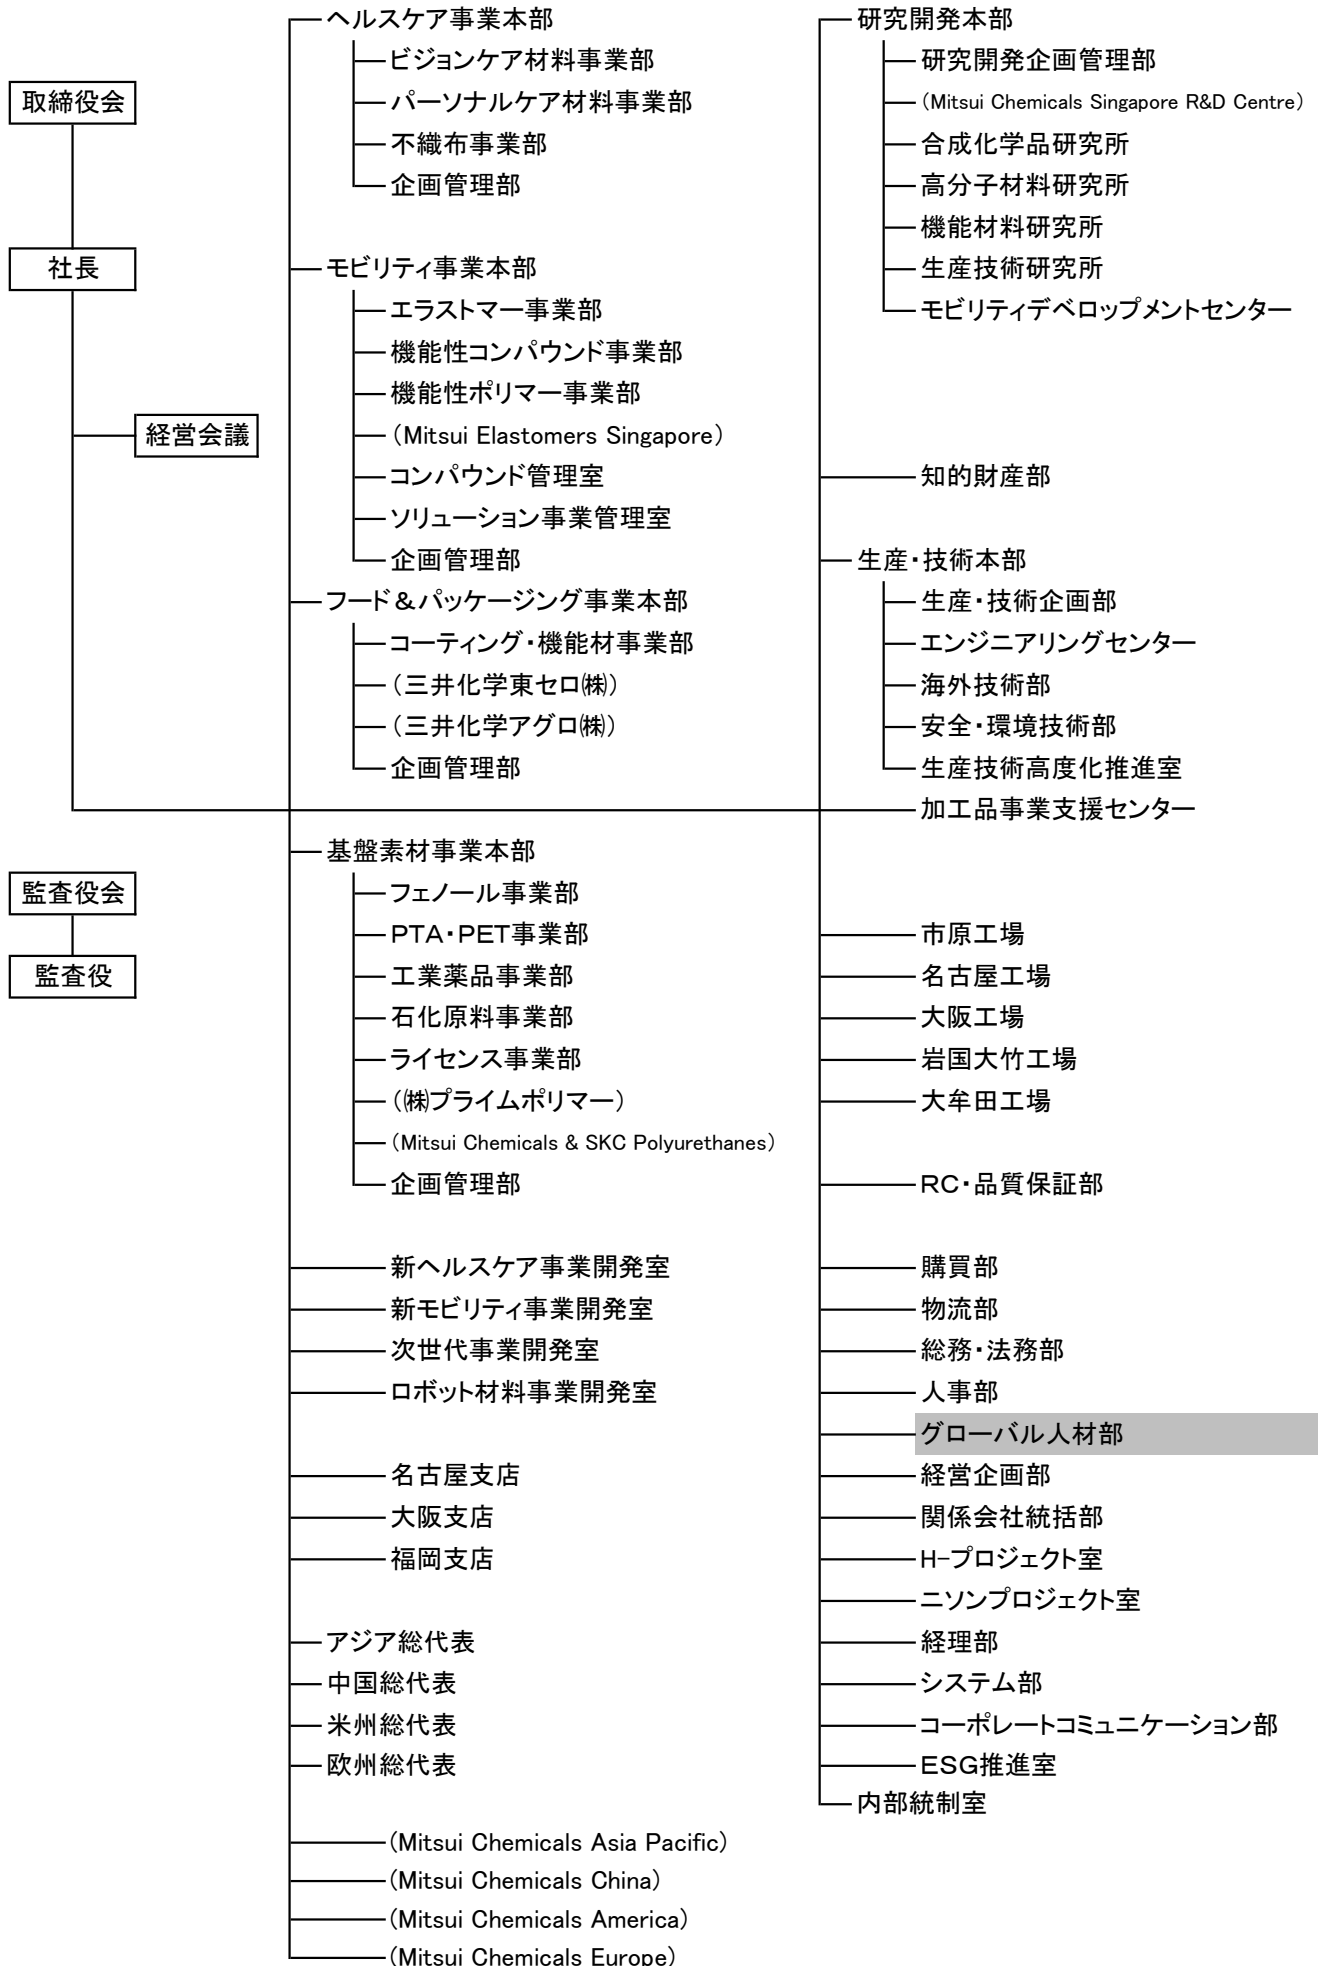 取締役会
社長
経営会議
監査役会
監査役
ヘルスケア事業本部
ビジョンケア材料事業部
パーソナルケア材料事業部
不織布事業部
企画管理部
モビリティ事業本部
エラストマー事業部
機能性コンパウンド事業部
機能性ポリマー事業部
（Mitsui Elastomers Singapore）
コンパウンド管理室
ソリューション事業管理室
企画管理部
フード＆パッケージング事業本部
コーティング・機能材事業部
（三井化学東セロ㈱）
（三井化学アグロ㈱）
企画管理部
基盤素材事業本部
フェノール事業部
PTA・PET事業部
工業薬品事業部
石化原料事業部
ライセンス事業部
（㈱プライムポリマー）
（Mitsui Chemicals & SKC Polyurethanes）
企画管理部
新ヘルスケア事業開発室
新モビリティ事業開発室
次世代事業開発室
ロボット材料事業開発室
名古屋支店
大阪支店
福岡支店
アジア総代表
中国総代表
米州総代表
欧州総代表
（Mitsui Chemicals Asia Pacific）
（Mitsui Chemicals China）
（Mitsui Chemicals America）
（Mitsui Chemicals Europe）
研究開発本部
研究開発企画管理部
（Mitsui Chemicals Singapore R&D Centre）
合成化学品研究所
高分子材料研究所
機能材料研究所
生産技術研究所
モビリティデベロップメントセンター
知的財産部
生産・技術本部
生産・技術企画部
エンジニアリングセンター
海外技術部
安全・環境技術部
生産技術高度化推進室
加工品事業支援センター
市原工場
名古屋工場
大阪工場
岩国大竹工場
大牟田工場
RC・品質保証部
購買部
物流部
総務・法務部
人事部
グローバル人材部
経営企画部
関係会社統括部
H-プロジェクト室
ニソンプロジェクト室
経理部
システム部
コーポレートコミュニケーション部
ESG推進室
内部統制室